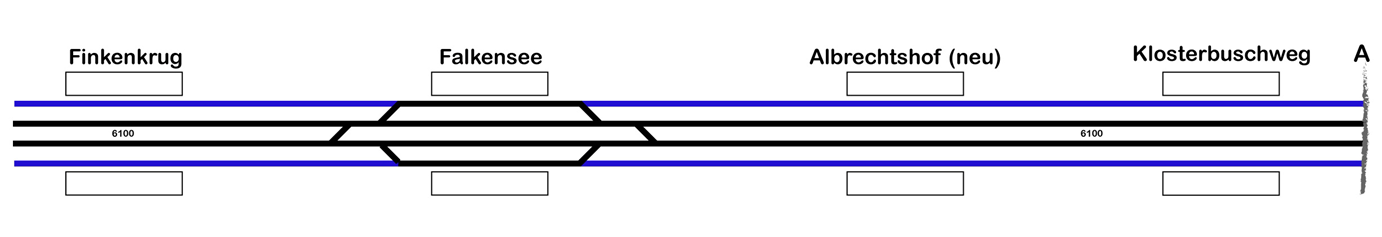 Finkenkrug
Falkensee
Albrechtshof (neu)
Klosterbuschweg
A
6100
6100